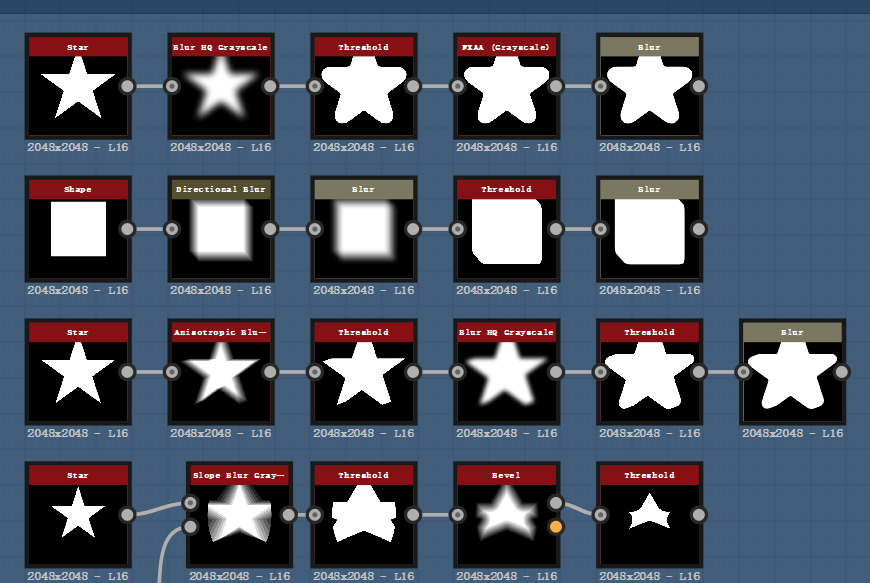 Star
Blur HQ Grayscale
Threshold
FXAA (Grayscale)
Blur
2048x2048 - L16
2048x2048 - L16
2048x2048 - L16
2048x2048 - L16
2048x2048 - L16
Shape
Directional Blur
Blur
Threshold
Blur
2048x2048 - L16
2048x2048 - L16
2048x2048 - L16
2048x2048 - L16
2048x2048 - L16
Star
Anisotropic Blu⋯
Threshold
Blur HQ Grayscale
Threshold
Blur
2048x2048 - L16
2048x2048 - L16
2048x2048 - L16
2048x2048 - L16
2048x2048 - L16
2048x2048 - L16
Star
Slope Blur Gray⋯
Threshold
Bevel
Threshold
2048x2048 - L16
2048x2048 - L16
2048x2048 - L16
2048x2048 - L16
2048x2048 - L16